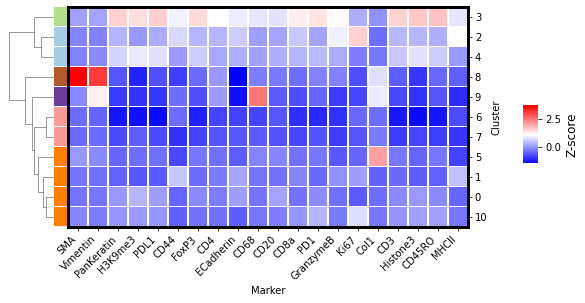 3
2
4
8
9
6
7
5
1
0
10
Cluster
2.5
0.0
Z-score
SMA
Vimentin
PanKeratin
H3K9me3
PDL1
CD44
FoxP3
CD4
ECadherin
CD68
CD20
CD8a
PD1
GranzymeB
Ki67
Col1
CD3
Histone3
CD45RO
MHCII
Marker